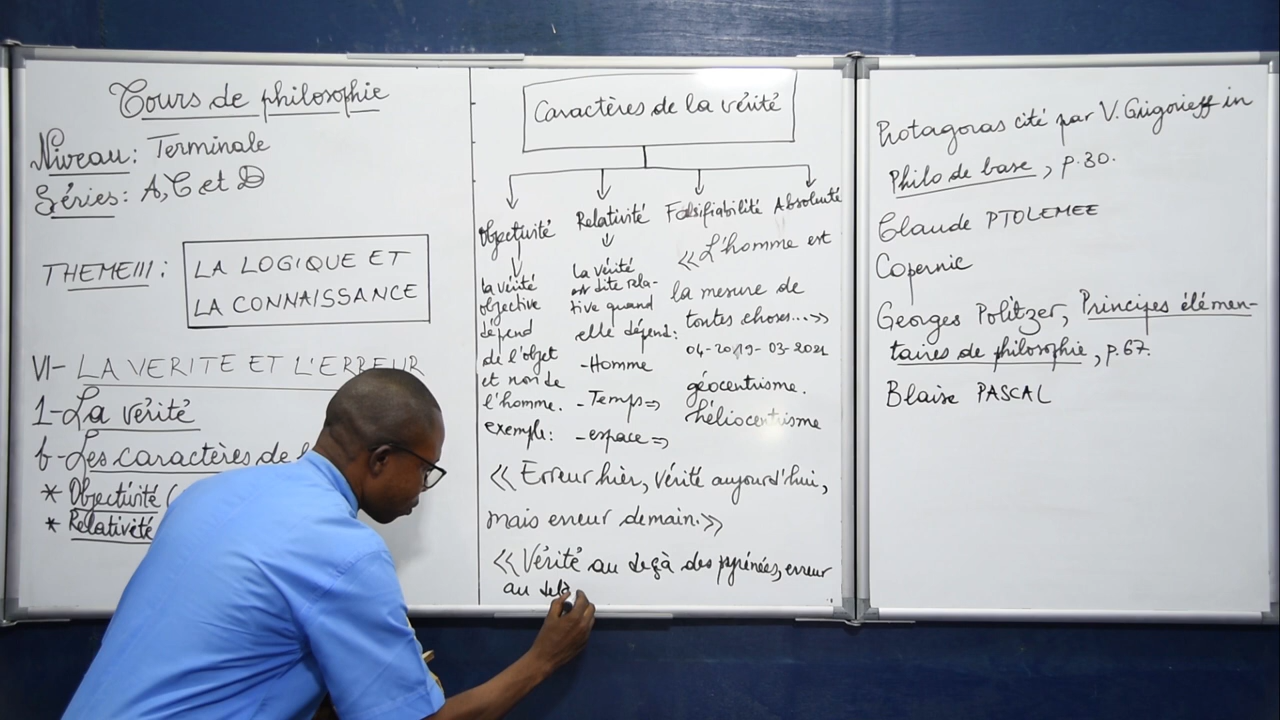 Cours de philosophie
Niveau: Terminale
Séries: A, C et D
THEME III:
LA LOGIQUE ET
LA CONNAISSANCE
VI- LA VERITE ET L'ERREUR
1-La vérité
b-Les caractères de l
* Objectivité (
* Relativité
Caractères de la vérité
Objectivité
la vérité
objective
dépend
de l'objet
et non de
l'homme.
exemple:
Relativité
La vérité
est dite rela-
tive quand
elle dépend:
-Homme
-Temps=>
-espace=>
Falsifiabilité
Absoluité
<<L'homme est
la mesure de
toutes choses...>>
04-2019-03-2021
géocentrisme.
héliocentrisme
<<Erreur hier, Vérité aujourd'hui,
mais erreur demain.>>
<<Vérité au deçà des pyrénées, erreur
au delà
Protagoras cité par V. Grigorieff in
Philo de base, p.30.
Claude PTOLEMEE
Copernic
Georges Politzer, Principes élémen-
taires de philosophie, p.67.
Blaise PASCAL